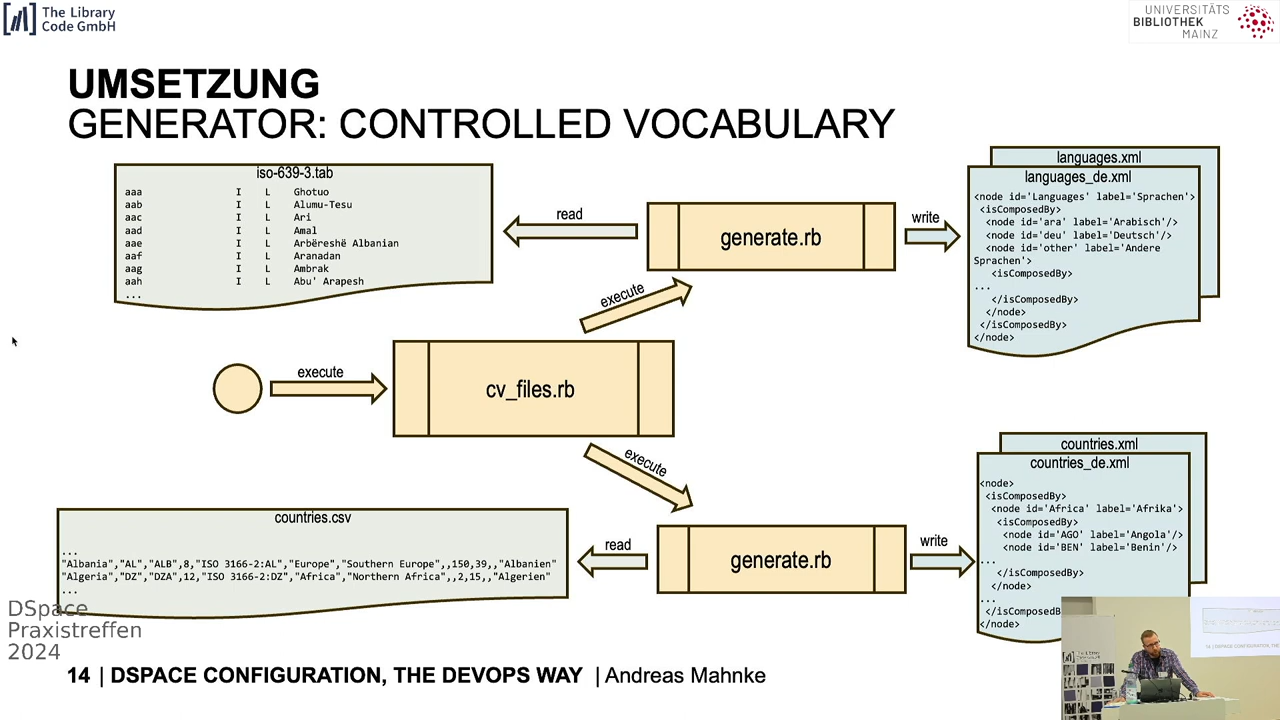 The Library
Code GmbH
UNIVERSITÄTS
BIBLIOTHEK
MAINZ
UMSETZUNG
GENERATOR: CONTROLLED VOCABULARY
iso-639-3.tab
aaa I L Ghotuo
aab I L Alumu-Tesu
aac I L Ari
aad I L Amal
aae I L Arbëreshë Albanian
aaf I L Aranadan
aag I L Ambrak
aah I L Abu' Arapesh
...
read
generate.rb
write
languages.xml
languages_de.xml
<node id='Languages' label='Sprachen'>
<isComposedBy>
<node id='ara' label='Arabisch'/>
<node id='deu' label='Deutsch'/>
<node id='other' label='Andere
Sprachen'>
<isComposedBy>
...
</isComposedBy>
</node>
</isComposedBy>
</node>
execute
execute
cv_files.rb
execute
countries.csv
...
"Albania","AL","ALB",8,"ISO 3166-2:AL","Europe","Southern Europe",,150,39,,"Albanien"
"Algeria","DZ","DZA",12,"ISO 3166-2:DZ","Africa","Northern Africa",,2,15,,"Algerien"
...
read
generate.rb
write
countries.xml
countries_de.xml
<node>
<isComposedBy>
<node id='Africa' label='Afrika'>
<isComposedBy>
<node id='AGO' label='Angola'/>
<node id='BEN' label='Benin'/>
...
</isComposedBy>
</node>
...
</isComposedB
</node>
DSpace
Praxistreffen
2024
14 | DSPACE CONFIGURATION, THE DEVOPS WAY | Andreas Mahnke